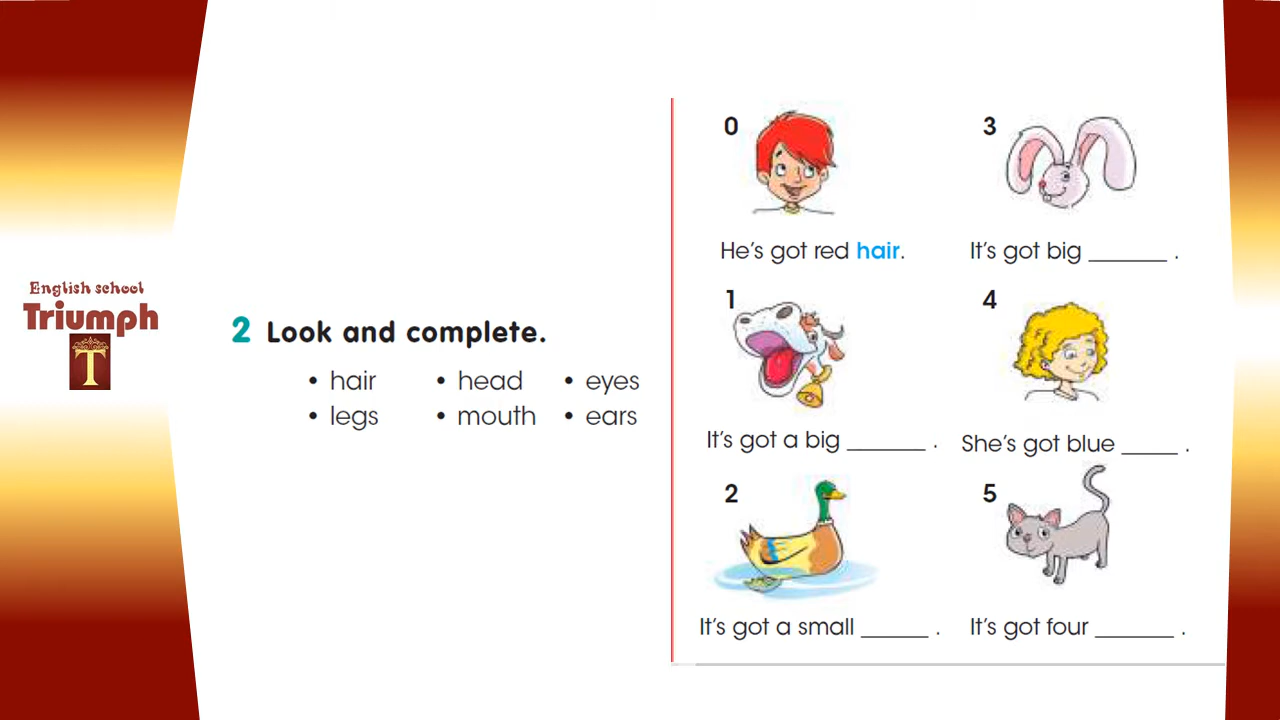 English school
Triumph
T
2 Look and complete.
• hair • head • eyes
• legs • mouth • ears
0
He's got red hair.
1
It's got a big _______ .
2
It's got a small ______ .
3
It's got big _______ .
4
She's got blue _____ .
5
It's got four _______ .